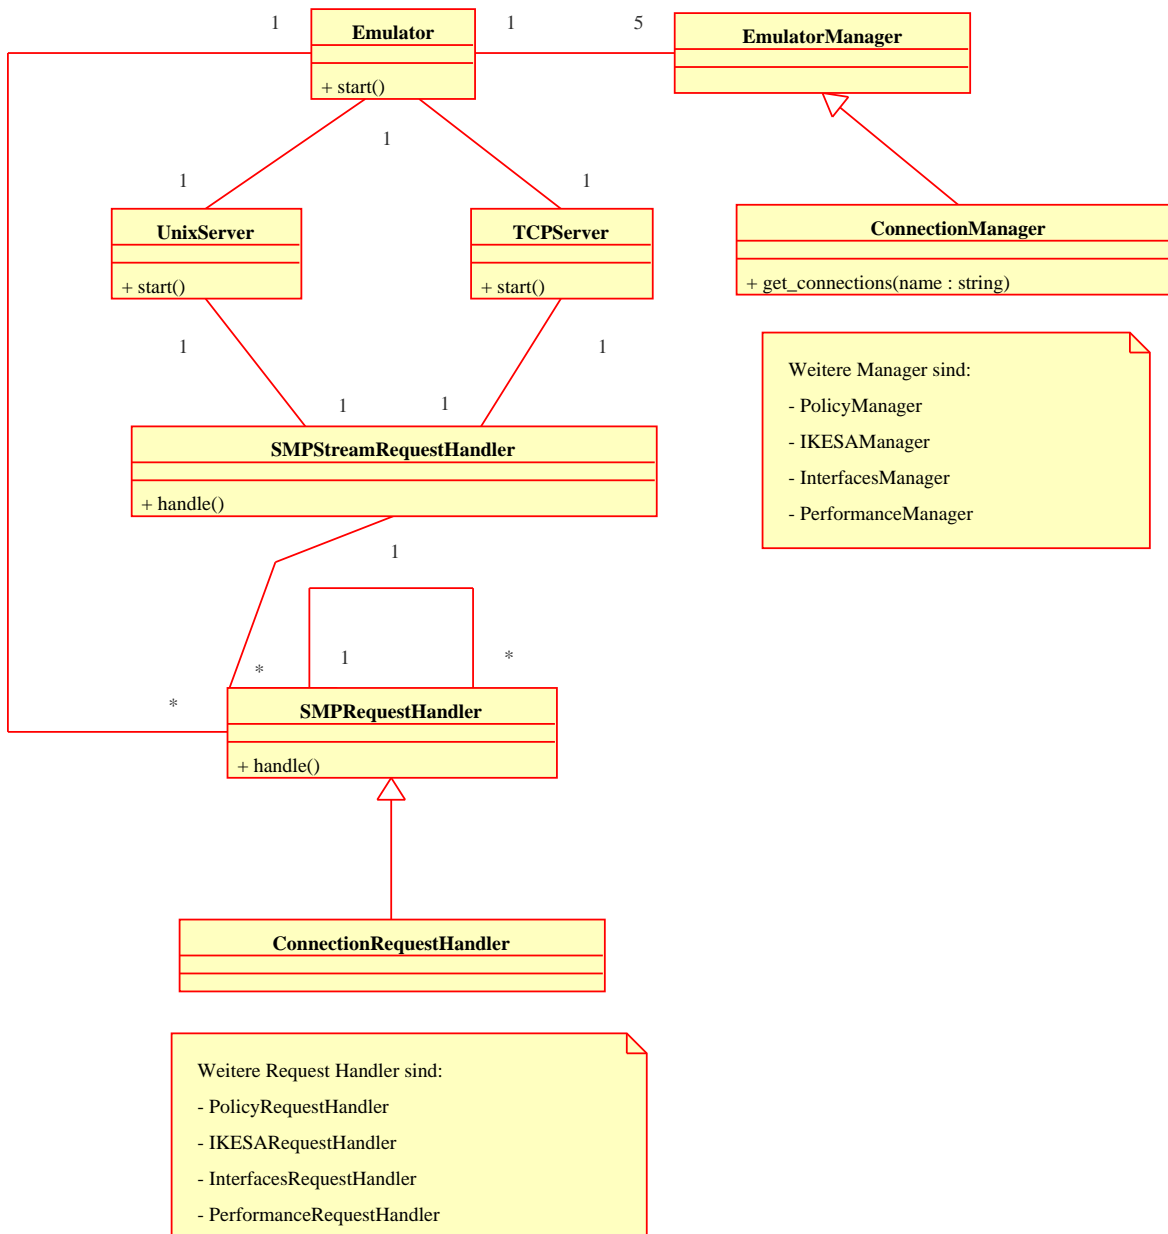 1
Emulator
+ start()
1
5
EmulatorManager
1
1
1
UnixServer
+ start()
TCPServer
+ start()
ConnectionManager
+ get_connections(name : string)
1
1
1
1
SMPStreamRequestHandler
+ handle()
Weitere Manager sind:
- PolicyManager
- IKESAManager
- InterfacesManager
- PerformanceManager
1
*
1
*
*
SMPRequestHandler
+ handle()
ConnectionRequestHandler
Weitere Request Handler sind:
- PolicyRequestHandler
- IKESARequestHandler
- InterfacesRequestHandler
- PerformanceRequestHandler